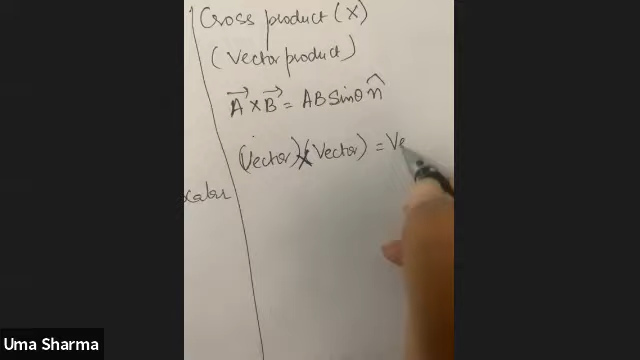 Cross product (X)
(Vector product)
A × B = AB Sinθ n̂
(Vector) X (Vector) = Ve
Uma Sharma